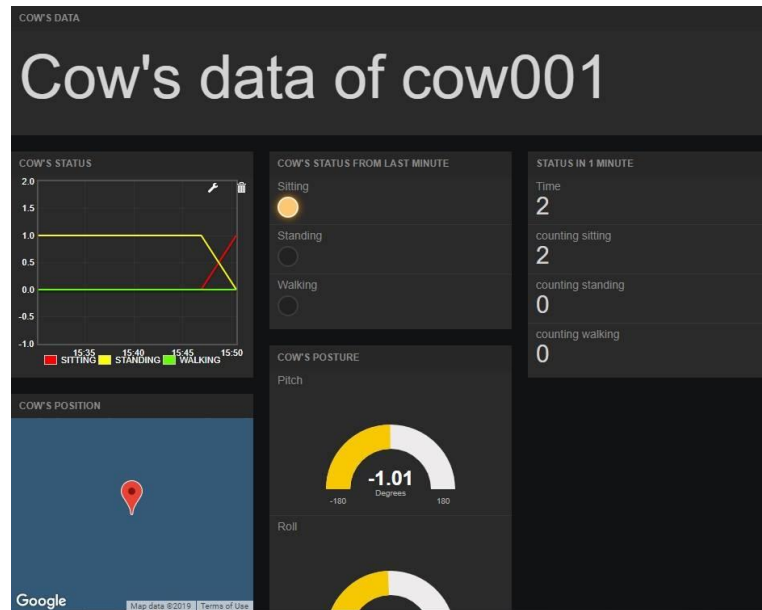 COW'S DATA
Cow's data of cow001
COW'S STATUS
2.0
1.5
1.0
0.5
0.0
-0.5
-1.0
15:35 15:40 15:45 15:50
SITTING STANDING WALKING
COW'S POSITION
Google
Map data ©2019 Terms of Use
COW'S STATUS FROM LAST MINUTE
Sitting
Standing
Walking
COW'S POSTURE
Pitch
-1.01
Degrees
-180 180
Roll
STATUS IN 1 MINUTE
Time
2
counting sitting
2
counting standing
0
counting walking
0